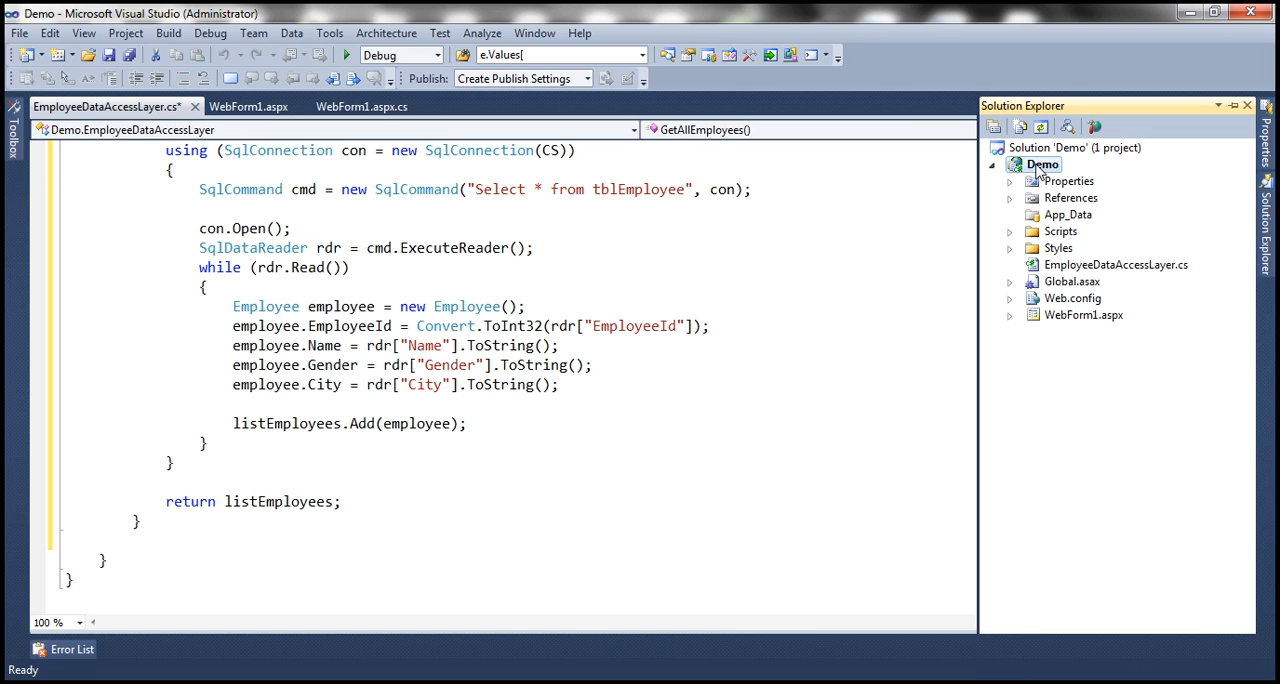 Demo - Microsoft Visual Studio (Administrator)
File Edit View Project Build Debug Team Data Tools Architecture Test Analyze Window Help
Debug e.Values[
Publish: Create Publish Settings
EmployeeDataAccessLayer.cs* WebForm1.aspx WebForm1.aspx.cs
Demo.EmployeeDataAccessLayer GetAllEmployees()
Toolbox
using (SqlConnection con = new SqlConnection(CS))
{
SqlCommand cmd = new SqlCommand("Select * from tblEmployee", con);
con.Open();
SqlDataReader rdr = cmd.ExecuteReader();
while (rdr.Read())
{
Employee employee = new Employee();
employee.EmployeeId = Convert.ToInt32(rdr["EmployeeId"]);
employee.Name = rdr["Name"].ToString();
employee.Gender = rdr["Gender"].ToString();
employee.City = rdr["City"].ToString();
listEmployees.Add(employee);
}
}
return listEmployees;
}
}
}
100 %
Solution Explorer
Solution 'Demo' (1 project)
Demo
Properties
References
App_Data
Scripts
Styles
EmployeeDataAccessLayer.cs
Global.asax
Web.config
WebForm1.aspx
Properties
Solution Explorer
Error List
Ready